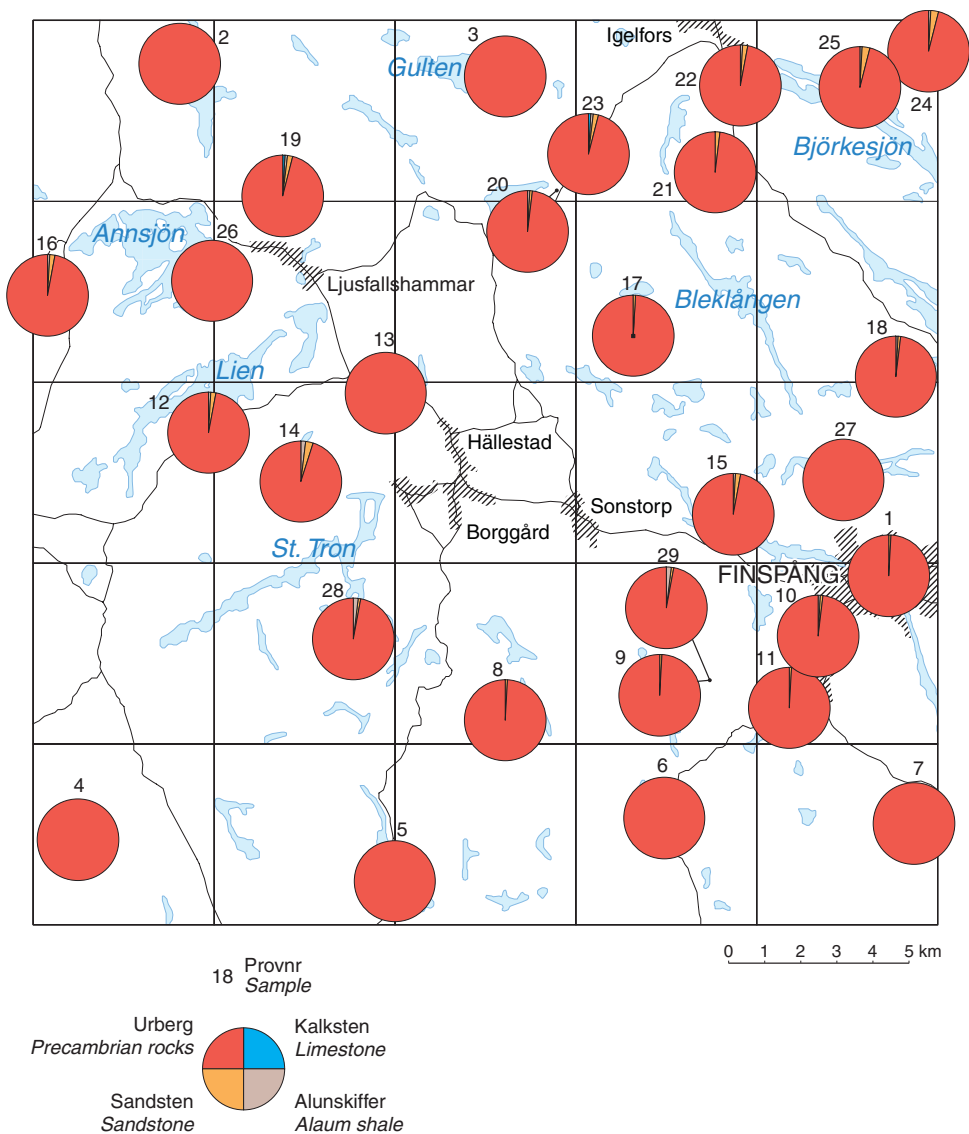 Igelfors
2
3
25
Gulten
22
24
23
19
Björkesjön
20
21
16
Annsjön
26
Ljusfallshammar
17
Bleklången
18
13
Lien
12
14
Hällestad
27
15
Sonstorp
Borggård
1
St. Tron
29
FINSPÅNG
28
10
9
11
8
4
6
7
5
0 1 2 3 4 5 km
18 Provnr
Sample
Urberg
Precambrian rocks
Kalksten
Limestone
Sandsten
Sandstone
Alunskiffer
Alaum shale